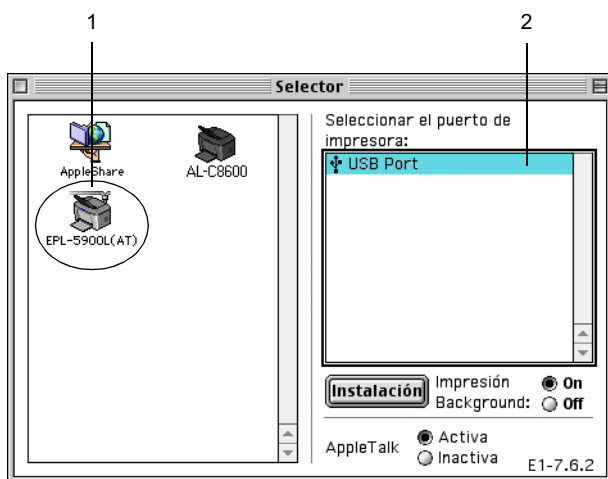 1 2
Selector
AppleShare AL-C8600
EPL-5900L(AT)
Seleccionar el puerto de
impresora:
USB Port
Instalación
Impresión On
Background: Off
AppleTalk Activa
Inactiva
E1-7.6.2